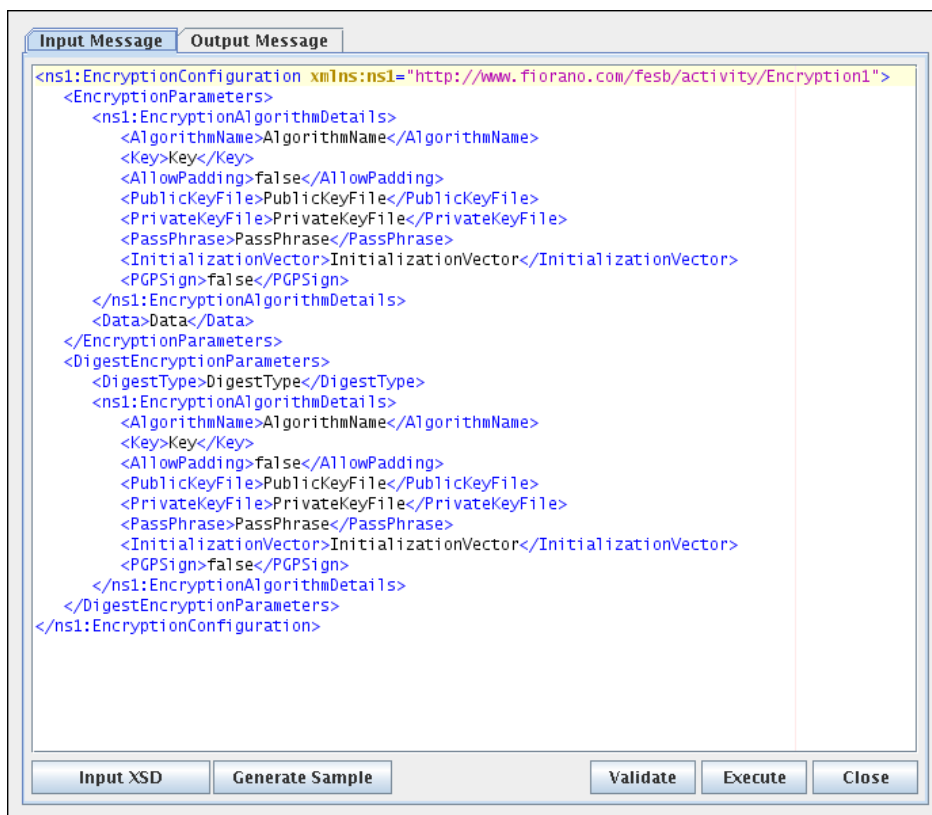 Input Message Output Message
<ns1:EncryptionConfiguration xmlns:ns1="http://www.fiorano.com/fesb/activity/Encryption1">
<EncryptionParameters>
<ns1:EncryptionAlgorithmDetails>
<AlgorithmName>AlgorithmName</AlgorithmName>
<Key>Key</Key>
<AllowPadding>false</AllowPadding>
<PublicKeyFile>PublicKeyFile</PublicKeyFile>
<PrivateKeyFile>PrivateKeyFile</PrivateKeyFile>
<PassPhrase>PassPhrase</PassPhrase>
<InitializationVector>InitializationVector</InitializationVector>
<PGPSign>false</PGPSign>
</ns1:EncryptionAlgorithmDetails>
<Data>Data</Data>
</EncryptionParameters>
<DigestEncryptionParameters>
<DigestType>DigestType</DigestType>
<ns1:EncryptionAlgorithmDetails>
<AlgorithmName>AlgorithmName</AlgorithmName>
<Key>Key</Key>
<AllowPadding>false</AllowPadding>
<PublicKeyFile>PublicKeyFile</PublicKeyFile>
<PrivateKeyFile>PrivateKeyFile</PrivateKeyFile>
<PassPhrase>PassPhrase</PassPhrase>
<InitializationVector>InitializationVector</InitializationVector>
<PGPSign>false</PGPSign>
</ns1:EncryptionAlgorithmDetails>
</DigestEncryptionParameters>
</ns1:EncryptionConfiguration>
Input XSD Generate Sample Validate Execute Close